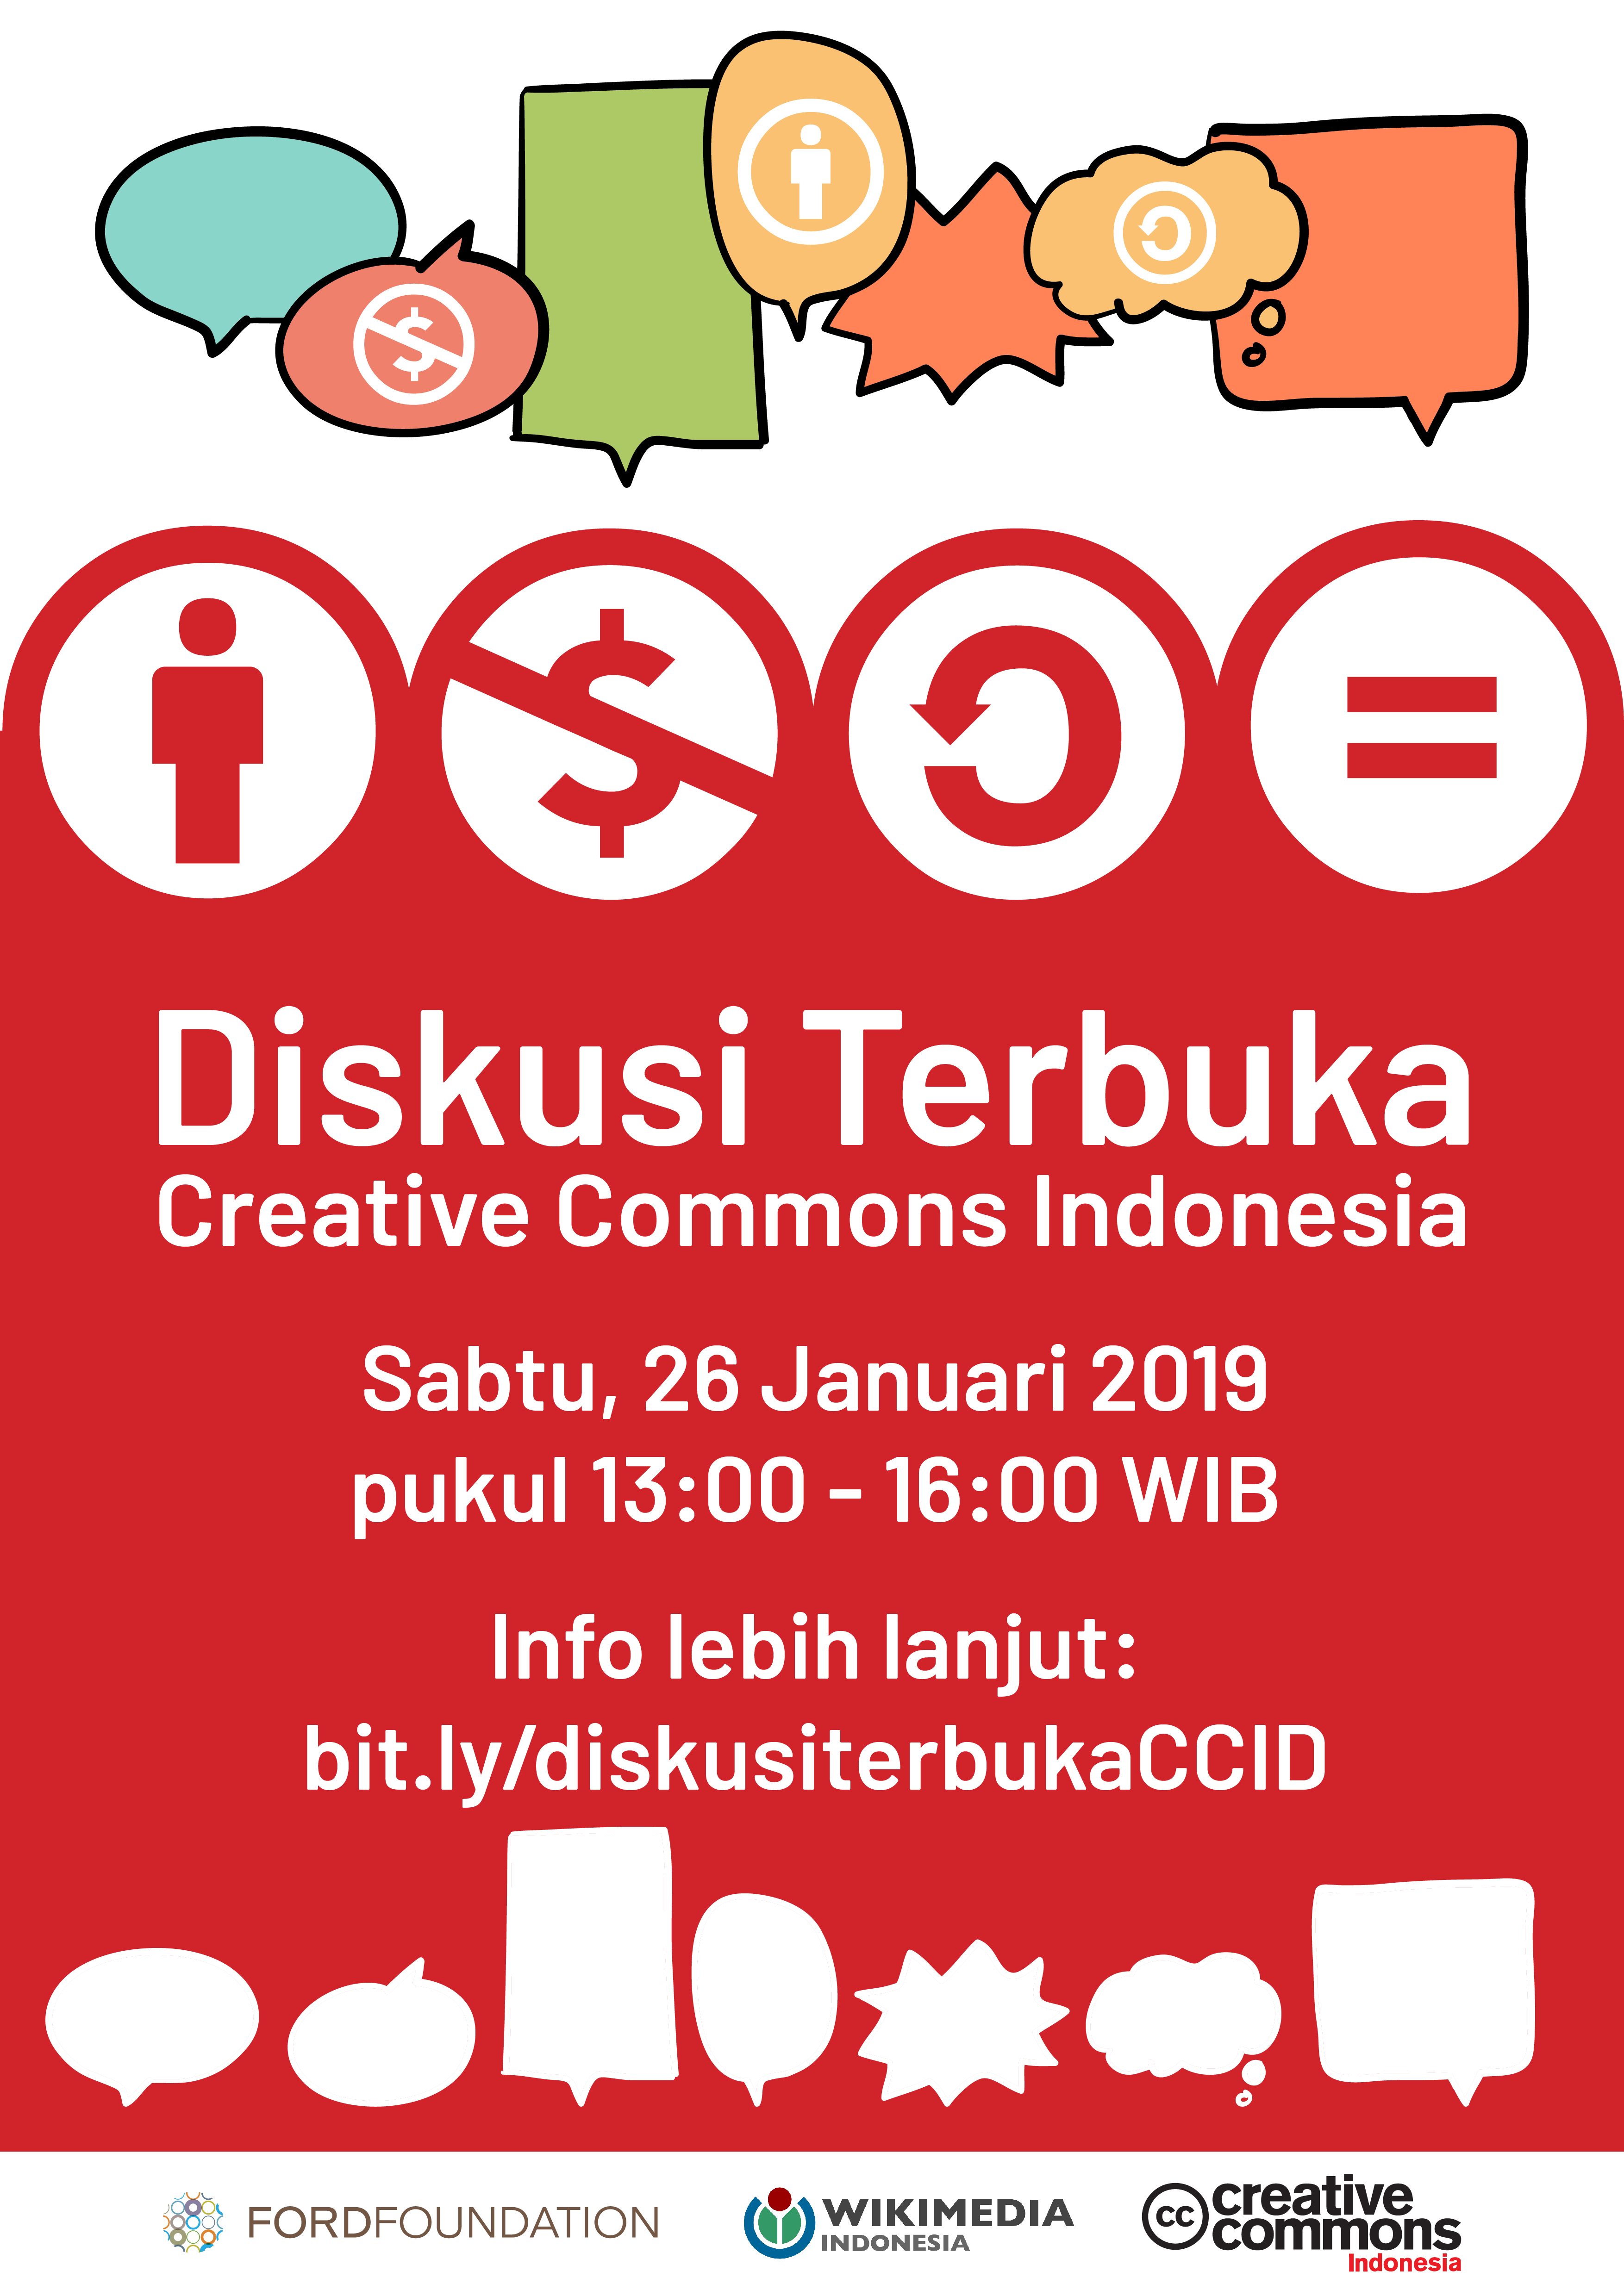 Diskusi Terbuka
Creative Commons Indonesia
Sabtu, 26 Januari 2019
pukul 13:00 - 16:00 WIB
Info lebih lanjut:
bit.ly/diskusiterbukaCCID
FORDFOUNDATION
WIKIMEDIA
INDONESIA
cc
creative
commons
Indonesia